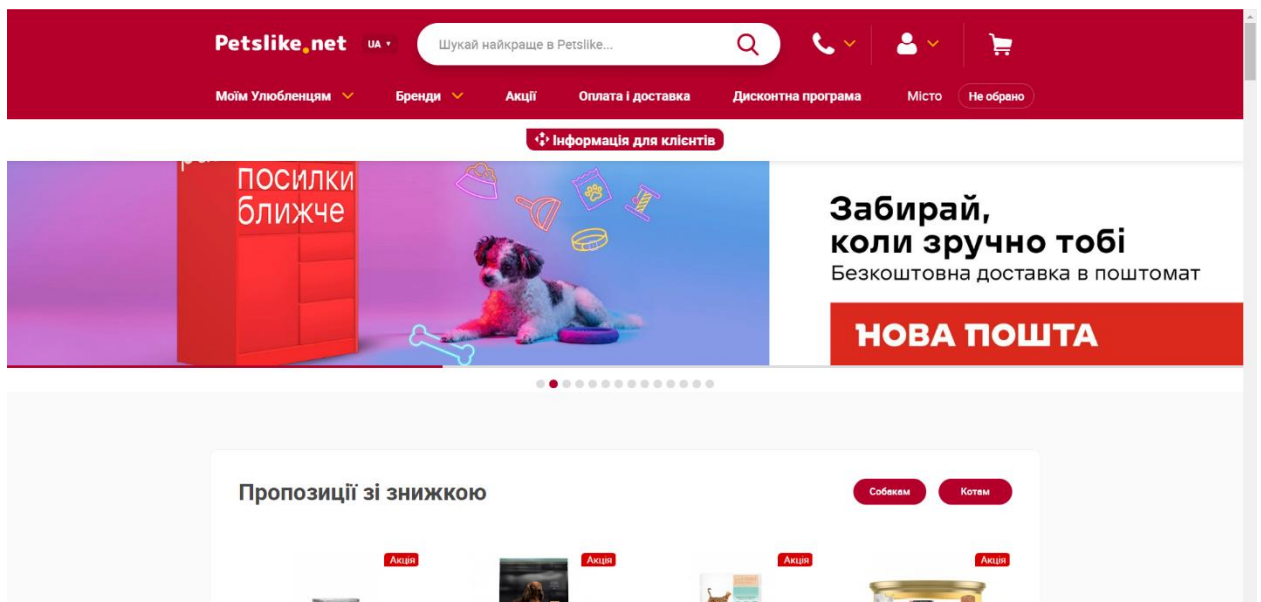 Petslike.net
UA
Шукай найкраще в Petslike...
Моїм Улюбленцям
Бренди
Акції
Оплата і доставка
Дисконтна програма
Місто
Не обрано
Інформація для клієнтів
посилки
ближче
Забирай,
коли зручно тобі
Безкоштовна доставка в поштомат
НОВА ПОШТА
Пропозиції зі знижкою
Собакам
Котам
Акція
Акція
Акція
Акція